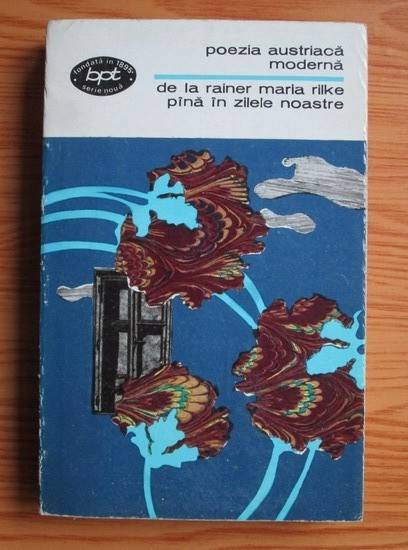 fondată în 1895
bpt
serie nouă
poezia austriacă
modernă
de la rainer maria rilke
pînă în zilele noastre